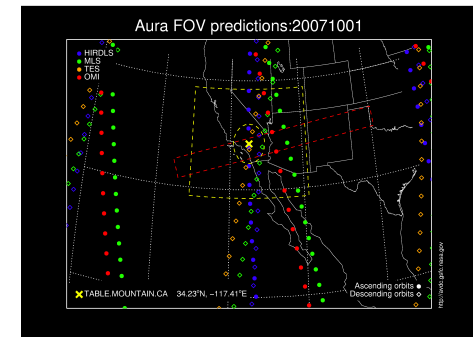 Aura FOV predictions:20071001
HIRDLS
MLS
TES
OMI
TABLE.MOUNTAIN.CA 34.23°N, -117.41°E
Ascending orbits
Descending orbits
http://avdc.gsfc.nasa.gov